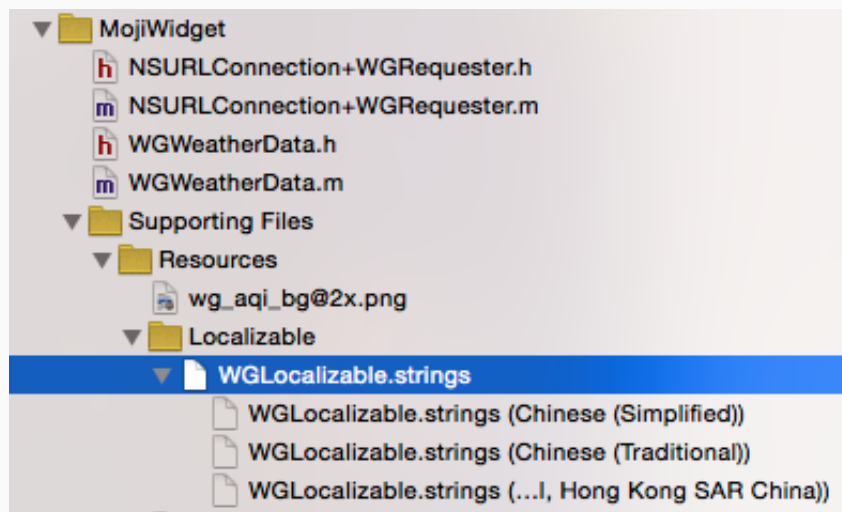 MojiWidget
h NSURLConnection+WGRequester.h
m NSURLConnection+WGRequester.m
h WGWeatherData.h
m WGWeatherData.m
Supporting Files
Resources
wg_aqi_bg@2x.png
Localizable
WGLocalizable.strings
WGLocalizable.strings (Chinese (Simplified))
WGLocalizable.strings (Chinese (Traditional))
WGLocalizable.strings (...l, Hong Kong SAR China))